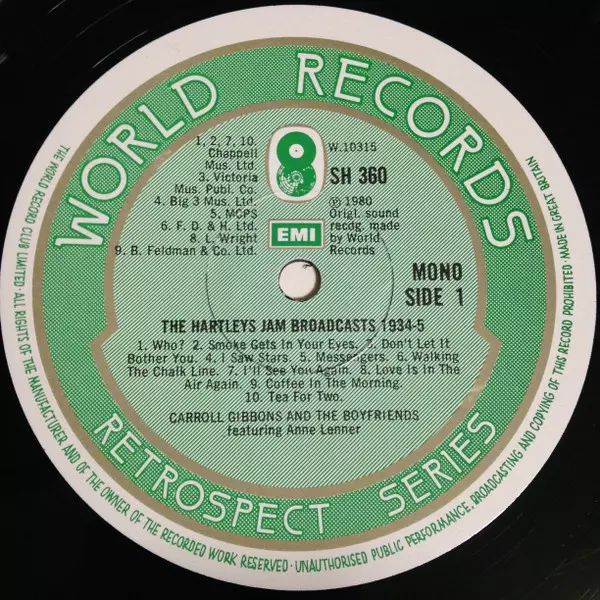 WORLD RECORDS
1, 2, 7, 10.
Chappell
Mus. Ltd.
3. Victoria
Mus. Publ. Co.
4. Big 3 Mus. Ltd.
5. MCPS
6. F. D. & H. Ltd.
8. L. Wright
9. B. Feldman & Co. Ltd.
EMI
W.10315
SH 360
℗ 1980
Origl. sound
recdg. made
by World
Records
MONO
SIDE 1
THE HARTLEYS JAM BROADCASTS 1934-5
1. Who? 2. Smoke Gets In Your Eyes. 3. Don't Let It
Bother You. 4. I Saw Stars. 5. Messengers. 6. Walking
The Chalk Line. 7. I'll See You Again. 8. Love Is In The
Air Again. 9. Coffee In The Morning.
10. Tea For Two.
CARROLL GIBBONS AND THE BOYFRIENDS
featuring Anne Lenner
RETROSPECT SERIES
THE WORLD RECORD CLUB LIMITED · ALL RIGHTS OF THE MANUFACTURER AND OF THE OWNER OF THE RECORDED WORK RESERVED · UNAUTHORISED PUBLIC PERFORMANCE, BROADCASTING AND COPYING OF THIS RECORD PROHIBITED · MADE IN GREAT BRITAIN